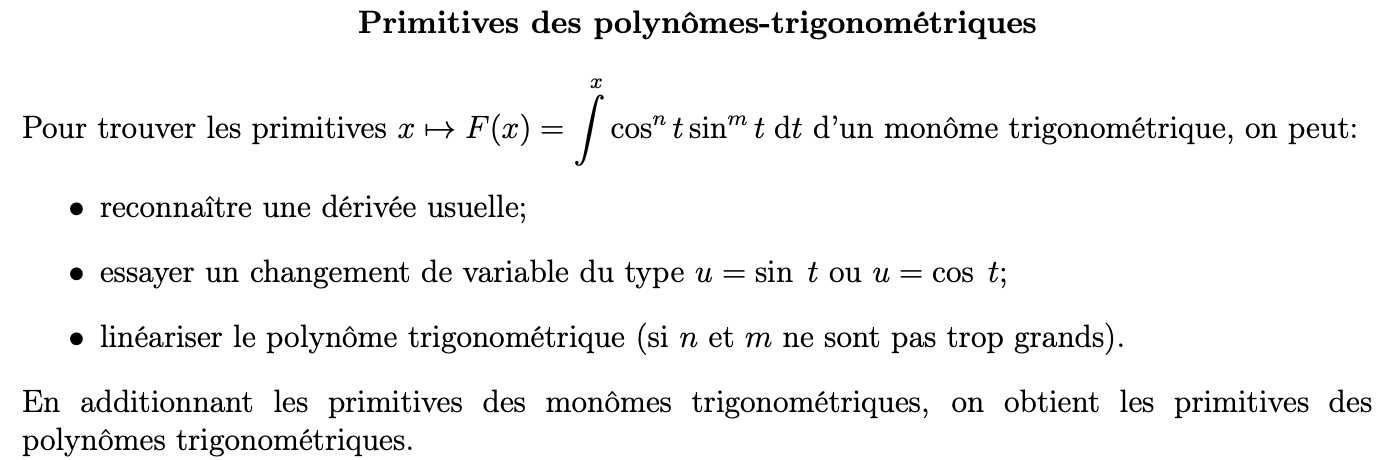 Primitives des polynômes-trigonométriques
Pour trouver les primitives x ↦ F(x) = ∫^x cos^n t sin^m t dt d'un monôme trigonométrique, on peut:
• reconnaître une dérivée usuelle;
• essayer un changement de variable du type u = sin t ou u = cos t;
• linéariser le polynôme trigonométrique (si n et m ne sont pas trop grands).
En additionnant les primitives des monômes trigonométriques, on obtient les primitives des
polynômes trigonométriques.